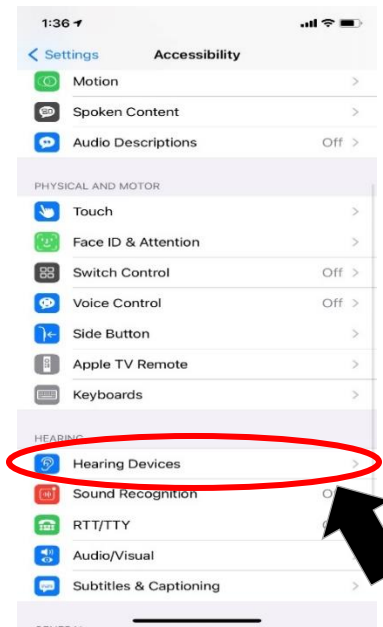 1:36
Settings Accessibility
Motion
Spoken Content
Audio Descriptions Off
PHYSICAL AND MOTOR
Touch
Face ID & Attention
Switch Control Off
Voice Control Off
Side Button
Apple TV Remote
Keyboards
HEARING
Hearing Devices
Sound Recognition
RTT/TTY
Audio/Visual
Subtitles & Captioning